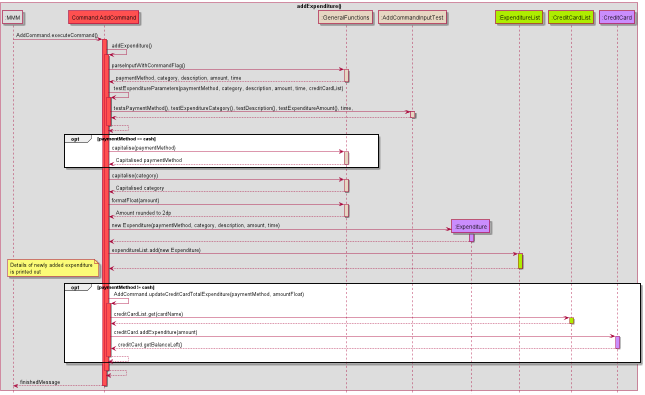 addExpenditure()
MMM
Command:AddCommand
:GeneralFunctions
:AddCommandInputTest
:ExpenditureList
:CreditCardList
:CreditCard
AddCommand.executeCommand()
addExpenditure()
parseInputWithCommandFlag()
paymentMethod, category, description, amount, time
testExpenditureParameters(paymentMethod, category, description, amount, time, creditCardList)
testsPaymentMethod(), testExpenditureCategory(), testDescription(), testExpenditureAmount(), time,
opt
[paymentMethod == cash]
capitalise(paymentMethod)
Capitalised paymentMethod
capitalise(category)
Capitalised category
formatFloat(amount)
Amount rounded to 2dp
new Expenditure(paymentMethod, category, description, amount, time)
:Expenditure
expenditureList.add(new Expenditure)
Details of newly added expenditure
is printed out
opt
[paymentMethod != cash]
AddCommand.updateCreditCardTotalExpenditure(paymentMethod, amountFloat)
creditCardList.get(cardName)
creditCard.addExpenditure(amount)
creditCard.getBalanceLeft()
finishedMessage